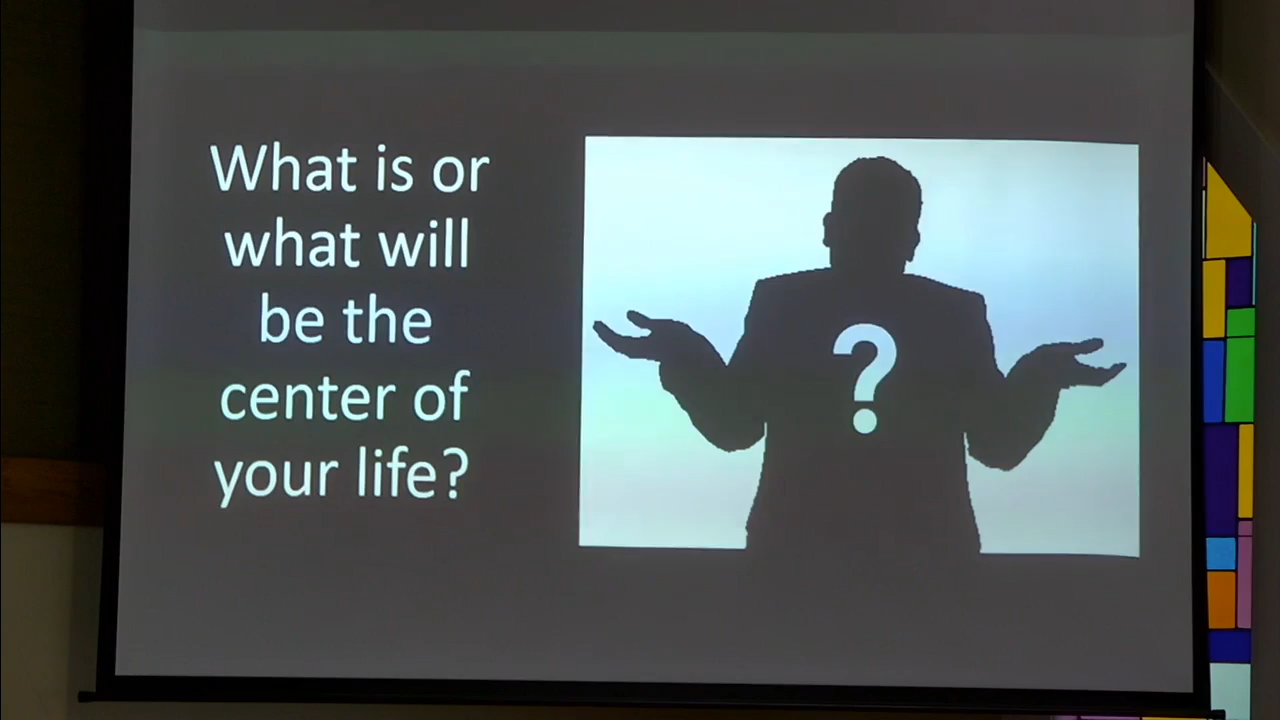 What is or
what will
be the
center of
your life?
?